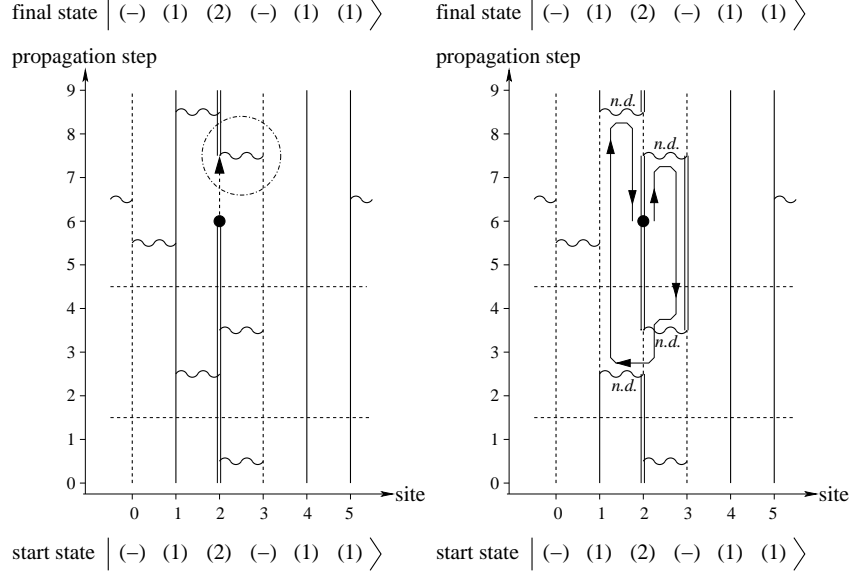 final state | (–) (1) (2) (–) (1) (1) ⟩
propagation step
9
8
7
6
5
4
3
2
1
0
site
0 1 2 3 4 5
start state | (–) (1) (2) (–) (1) (1) ⟩
final state | (–) (1) (2) (–) (1) (1) ⟩
propagation step
9
n.d.
8
n.d.
7
6
5
4
3
n.d.
n.d.
2
1
0
site
0 1 2 3 4 5
start state | (–) (1) (2) (–) (1) (1) ⟩